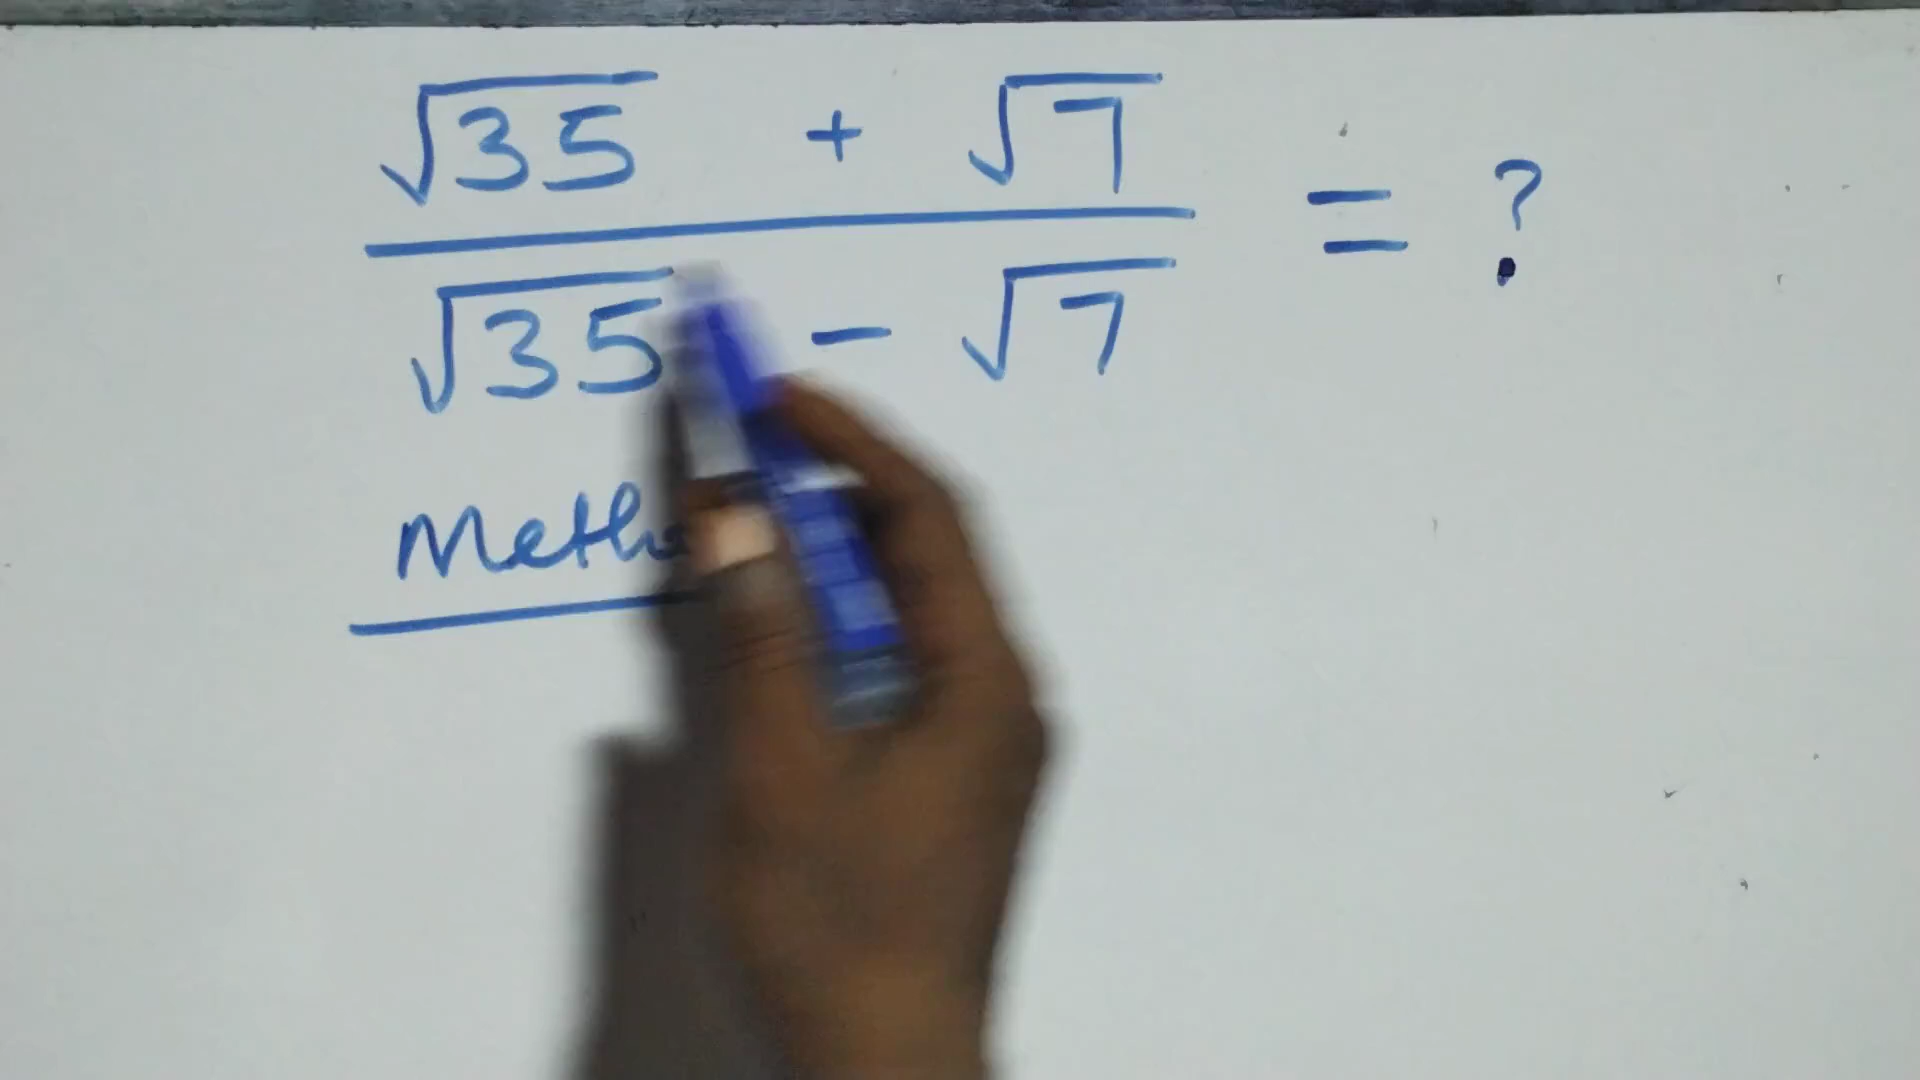 √35 + √7
√35 - √7
= ?